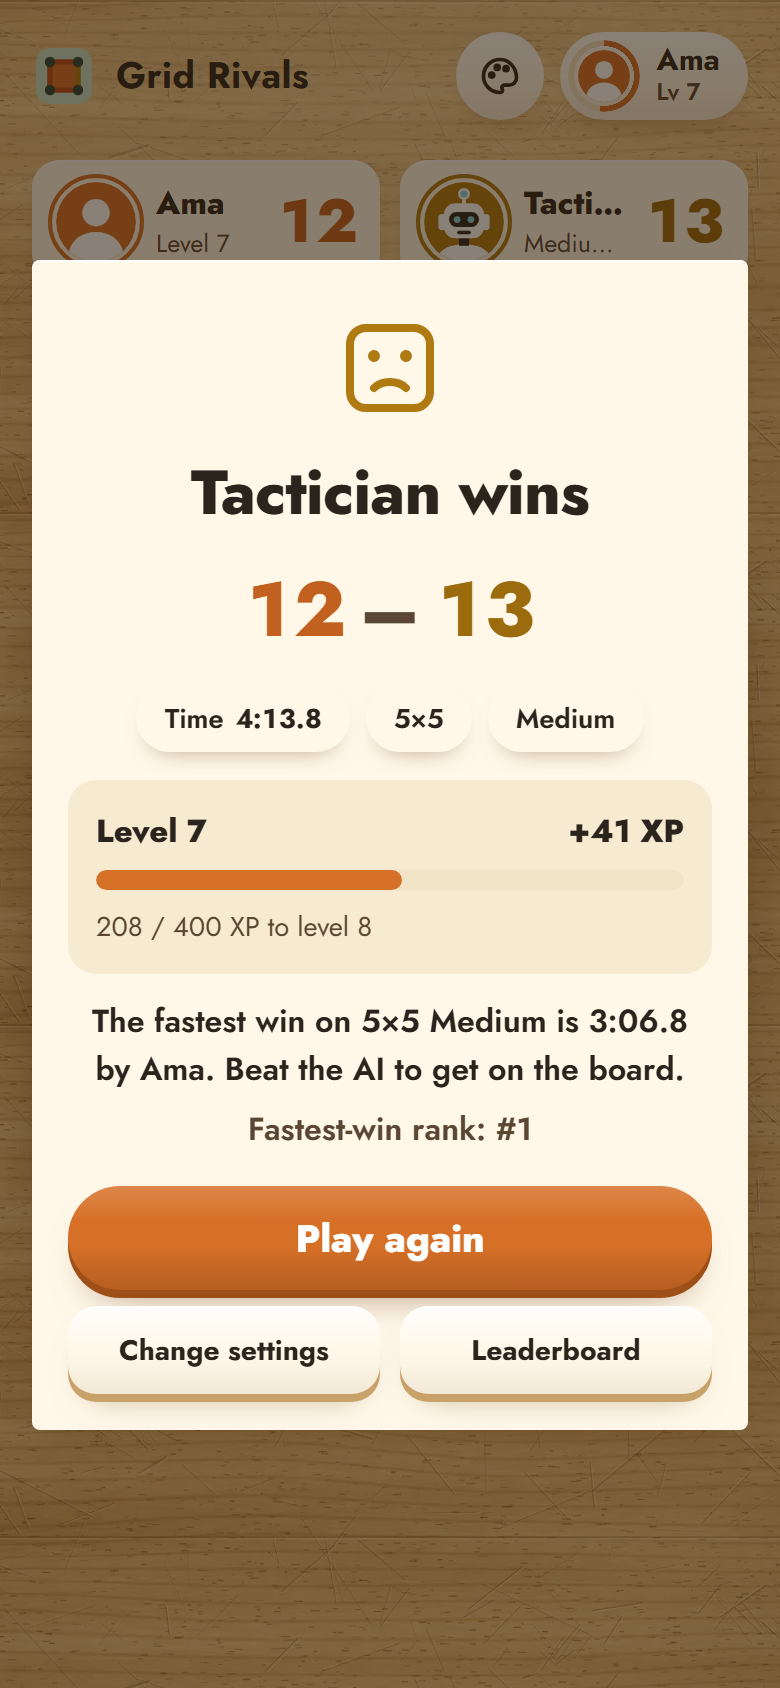 Grid Rivals
Ama
Lv 7
Ama
Level 7
12
Tacti...
Mediu...
13
Tactician wins
12 – 13
Time 4:13.8
5×5
Medium
Level 7
+41 XP
208 / 400 XP to level 8
The fastest win on 5×5 Medium is 3:06.8
by Ama. Beat the AI to get on the board.
Fastest-win rank: #1
Play again
Change settings
Leaderboard